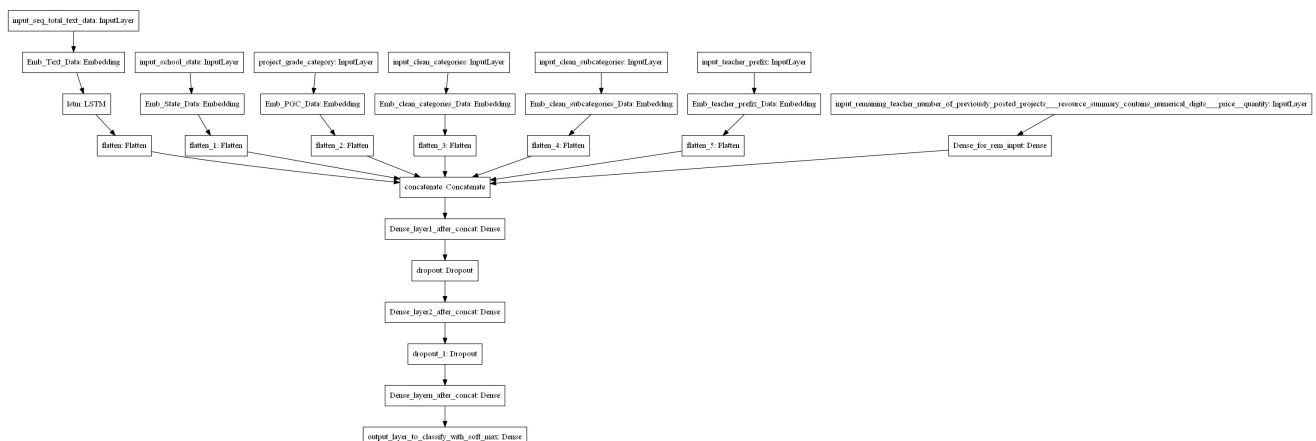 input_seq_total_text_data: InputLayer
Emb_Text_Data: Embedding
input_school_state: InputLayer
project_grade_category: InputLayer
input_clean_categories: InputLayer
input_clean_subcategories: InputLayer
input_teacher_prefix: InputLayer
lstm: LSTM
Emb_State_Data: Embedding
Emb_PGC_Data: Embedding
Emb_clean_categories_Data: Embedding
Emb_clean_subcategories_Data: Embedding
Emb_teacher_prefix_Data: Embedding
input_remaining_teacher_number_of_previously_posted_projects___resource_summary_contains_numerical_digits___price__quantity: InputLayer
flatten: Flatten
flatten_1: Flatten
flatten_2: Flatten
flatten_3: Flatten
flatten_4: Flatten
flatten_5: Flatten
Dense_for_rem_input: Dense
concatenate: Concatenate
Dense_layer1_after_concat: Dense
dropout: Dropout
Dense_layer2_after_concat: Dense
dropout_1: Dropout
Dense_layern_after_concat: Dense
output_layer_to_classify_with_soft_max: Dense